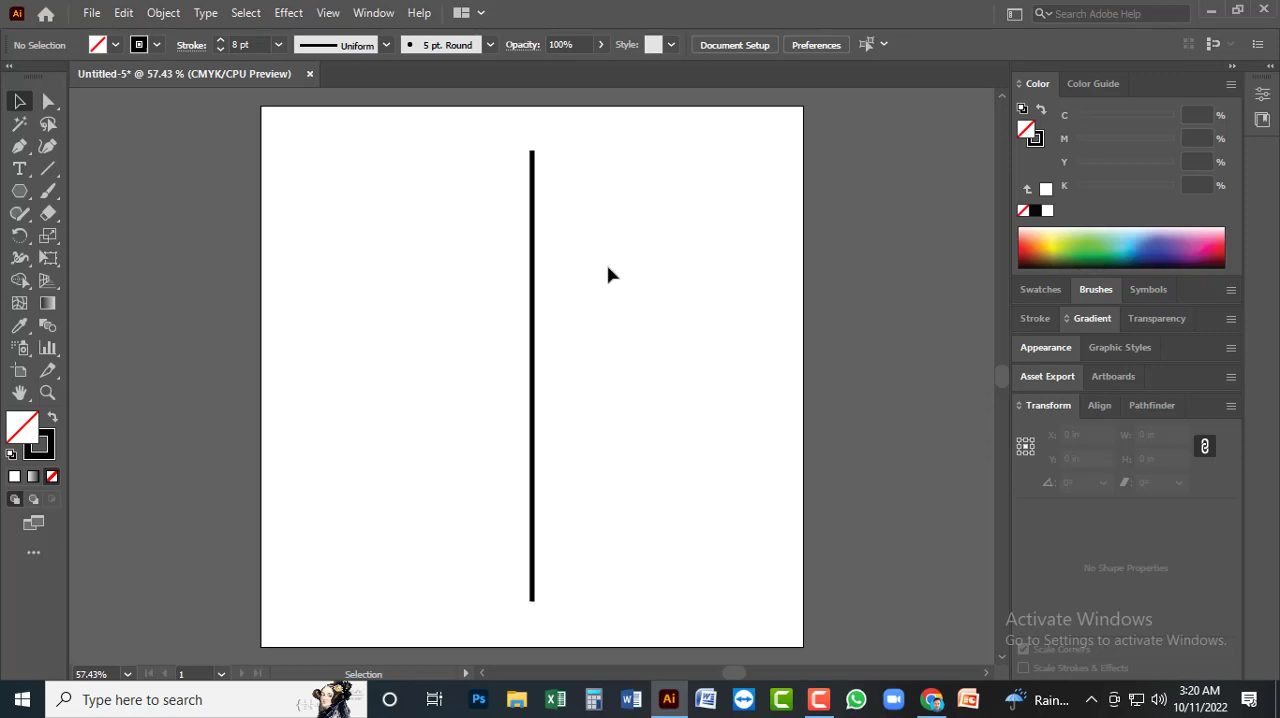 Ai File Edit Object Type Select Effect View Window Help Search Adobe Help
No Selection Stroke: 8 pt Uniform 5 pt. Round Opacity: 100% Style: Document Setup Preferences
Untitled-5* @ 57.43 % (CMYK/CPU Preview) ×
Color Color Guide
C %
M %
Y %
K %
Swatches Brushes Symbols
Stroke Gradient Transparency
Appearance Graphic Styles
Asset Export Artboards
Transform Align Pathfinder
X: 0 in W: 0 in
Y: 0 in H: 0 in
0° 0°
No Shape Properties
Activate Windows
Go to Settings to activate Windows.
Scale Corners
Scale Strokes & Effects
57.43% 1 Selection
Type here to search Ps Ai Rain... 3:20 AM
10/11/2022